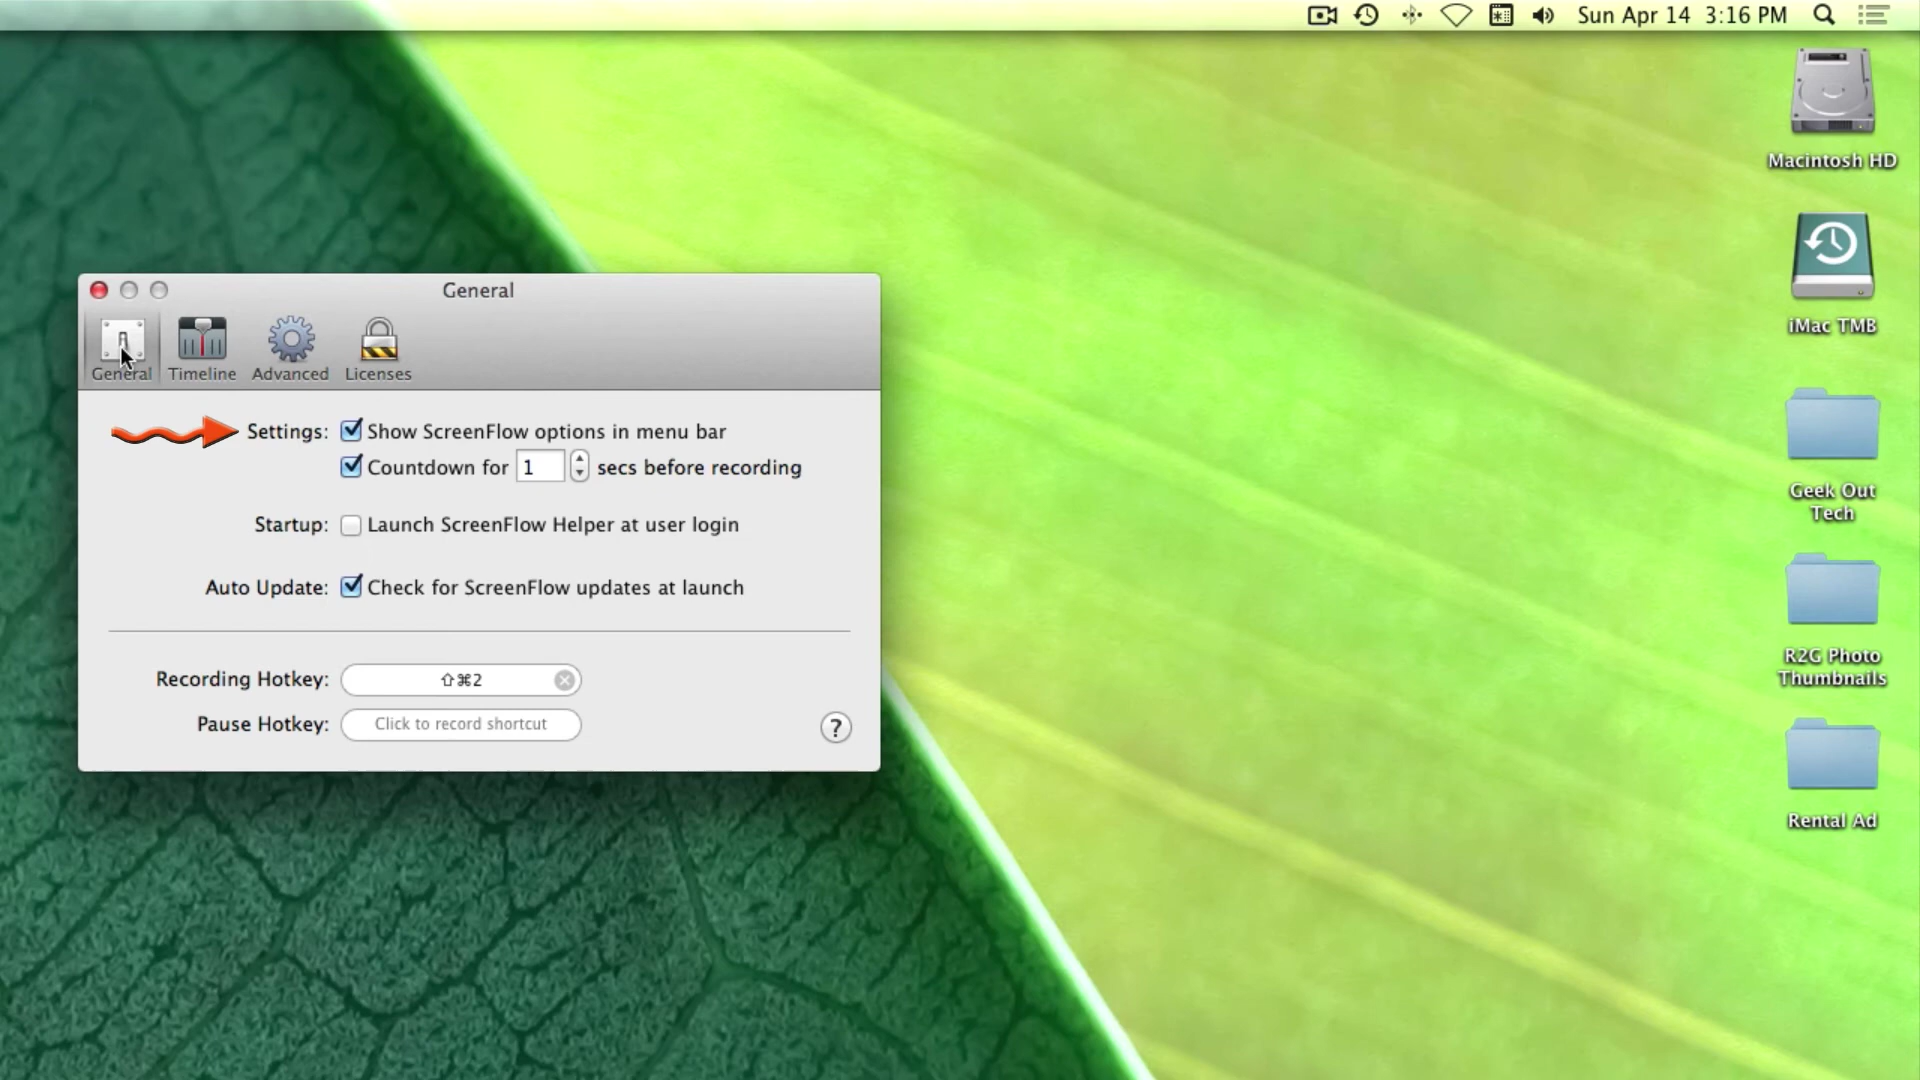 Sun Apr 14 3:16 PM
Macintosh HD
iMac TMB
Geek Out
Tech
R2G Photo
Thumbnails
Rental Ad
General
General Timeline Advanced Licenses
Settings: Show ScreenFlow options in menu bar
Countdown for 1 secs before recording
Startup: Launch ScreenFlow Helper at user login
Auto Update: Check for ScreenFlow updates at launch
Recording Hotkey: ⇧⌘2
Pause Hotkey: Click to record shortcut
?